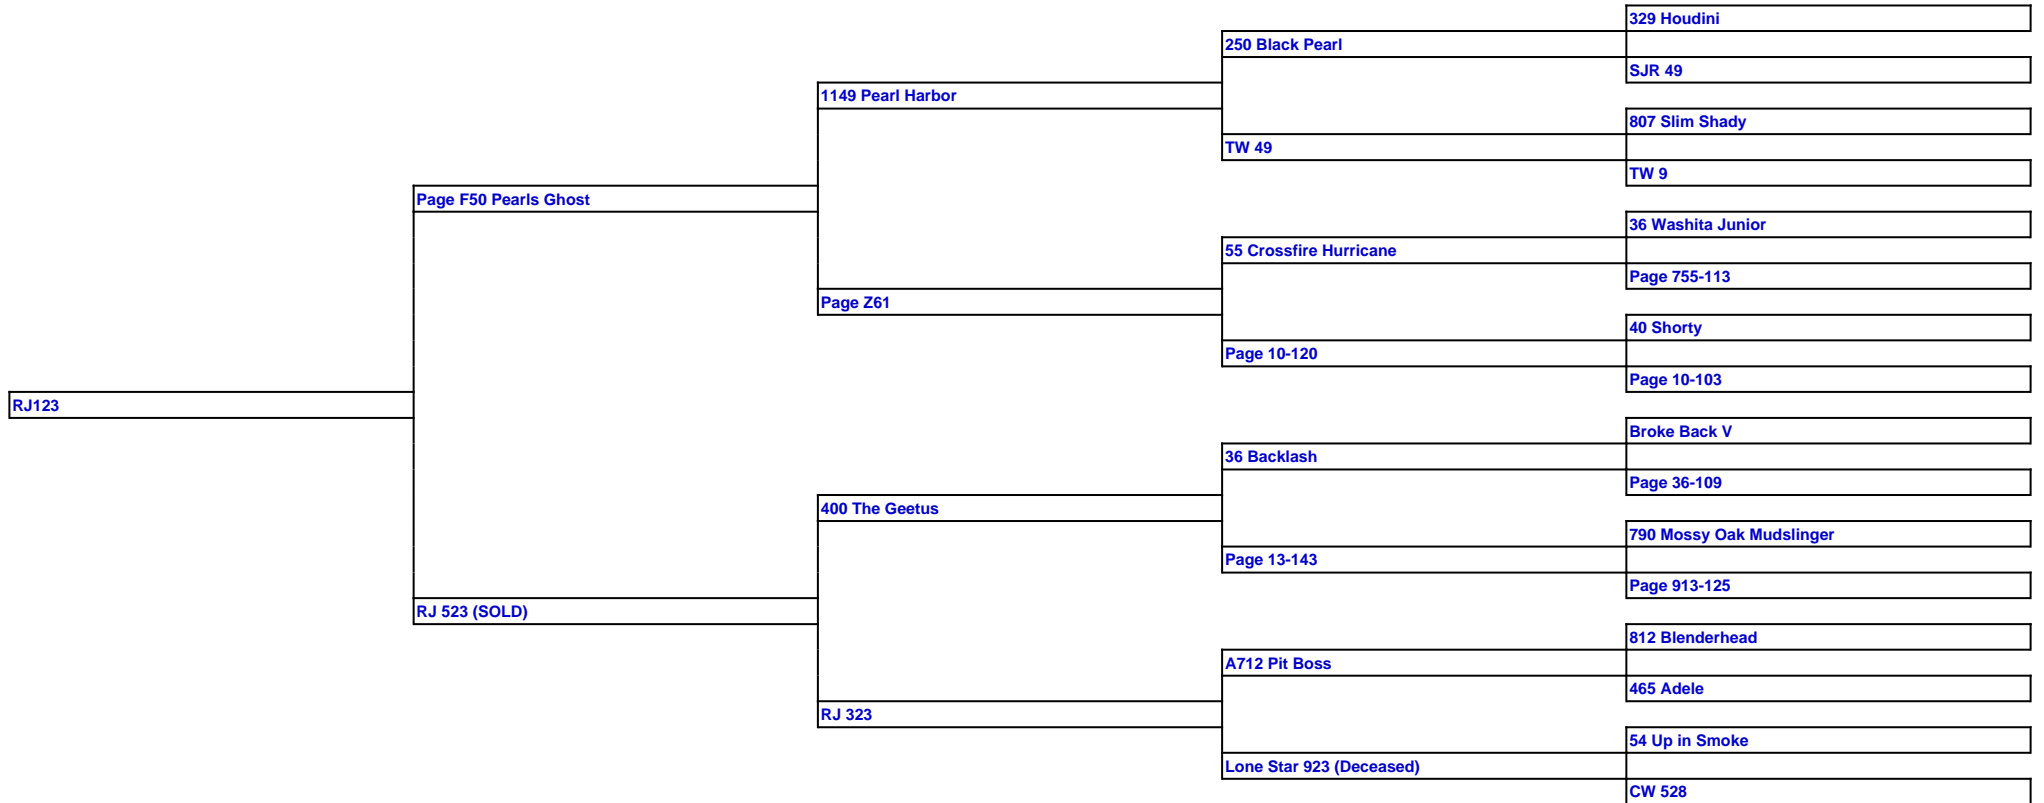 329 Houdini
250 Black Pearl
SJR 49
1149 Pearl Harbor
807 Slim Shady
TW 49
TW 9
Page F50 Pearls Ghost
36 Washita Junior
55 Crossfire Hurricane
Page 755-113
Page Z61
40 Shorty
Page 10-120
Page 10-103
RJ123
Broke Back V
36 Backlash
Page 36-109
400 The Geetus
790 Mossy Oak Mudslinger
Page 13-143
Page 913-125
RJ 523 (SOLD)
812 Blenderhead
A712 Pit Boss
465 Adele
RJ 323
54 Up in Smoke
Lone Star 923 (Deceased)
CW 528